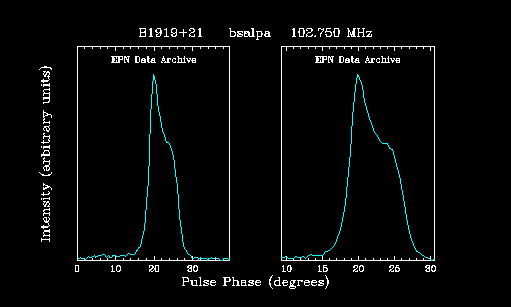 B1919+21 bsalpa 102.750 MHz
EPN Data Archive EPN Data Archive
Intensity (arbitrary units)
0 10 20 30 10 15 20 25 30
Pulse Phase (degrees)